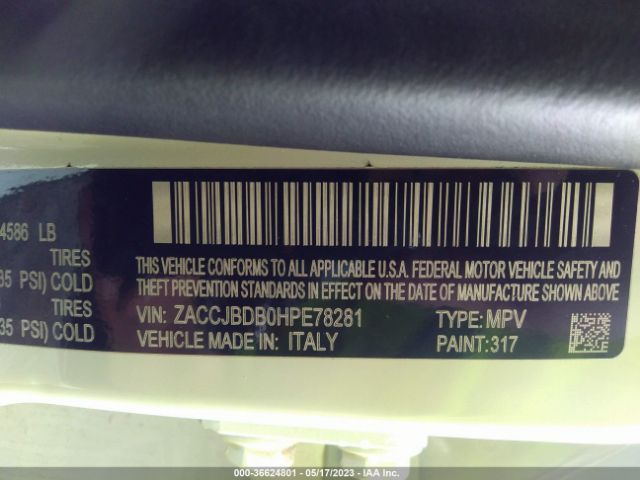 4586 LB
TIRES
35 PSI) COLD
TIRES
35 PSI) COLD
THIS VEHICLE CONFORMS TO ALL APPLICABLE U.S.A. FEDERAL MOTOR VEHICLE SAFETY AND
THEFT PREVENTION STANDARDS IN EFFECT ON THE DATE OF MANUFACTURE SHOWN ABOVE
VIN: ZACCJBDB0HPE78281 TYPE: MPV
VEHICLE MADE IN: ITALY PAINT: 317
000-36624801 - 05/17/2023 - IAA, Inc.